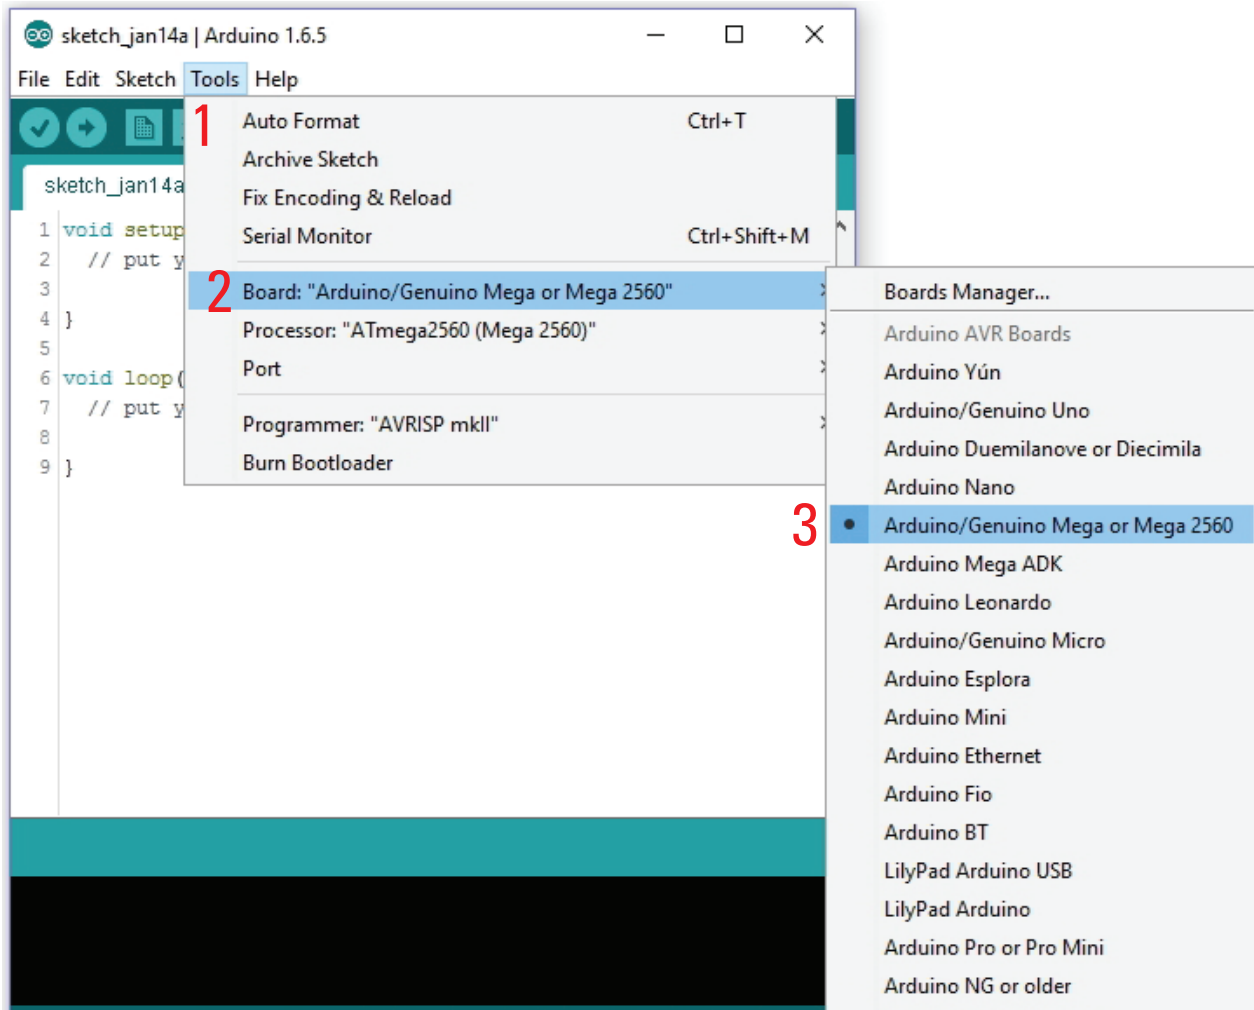 sketch_jan14a | Arduino 1.6.5
File Edit Sketch Tools Help
1
Auto Format Ctrl+T
Archive Sketch
Fix Encoding & Reload
Serial Monitor Ctrl+Shift+M
2 Board: "Arduino/Genuino Mega or Mega 2560"
Processor: "ATmega2560 (Mega 2560)"
Port
Programmer: "AVRISP mkII"
Burn Bootloader
sketch_jan14a
1 void setup
2 // put y
3
4 }
5
6 void loop(
7 // put y
8
9 }
Boards Manager...
Arduino AVR Boards
Arduino Yún
Arduino/Genuino Uno
Arduino Duemilanove or Diecimila
Arduino Nano
3 Arduino/Genuino Mega or Mega 2560
Arduino Mega ADK
Arduino Leonardo
Arduino/Genuino Micro
Arduino Esplora
Arduino Mini
Arduino Ethernet
Arduino Fio
Arduino BT
LilyPad Arduino USB
LilyPad Arduino
Arduino Pro or Pro Mini
Arduino NG or older